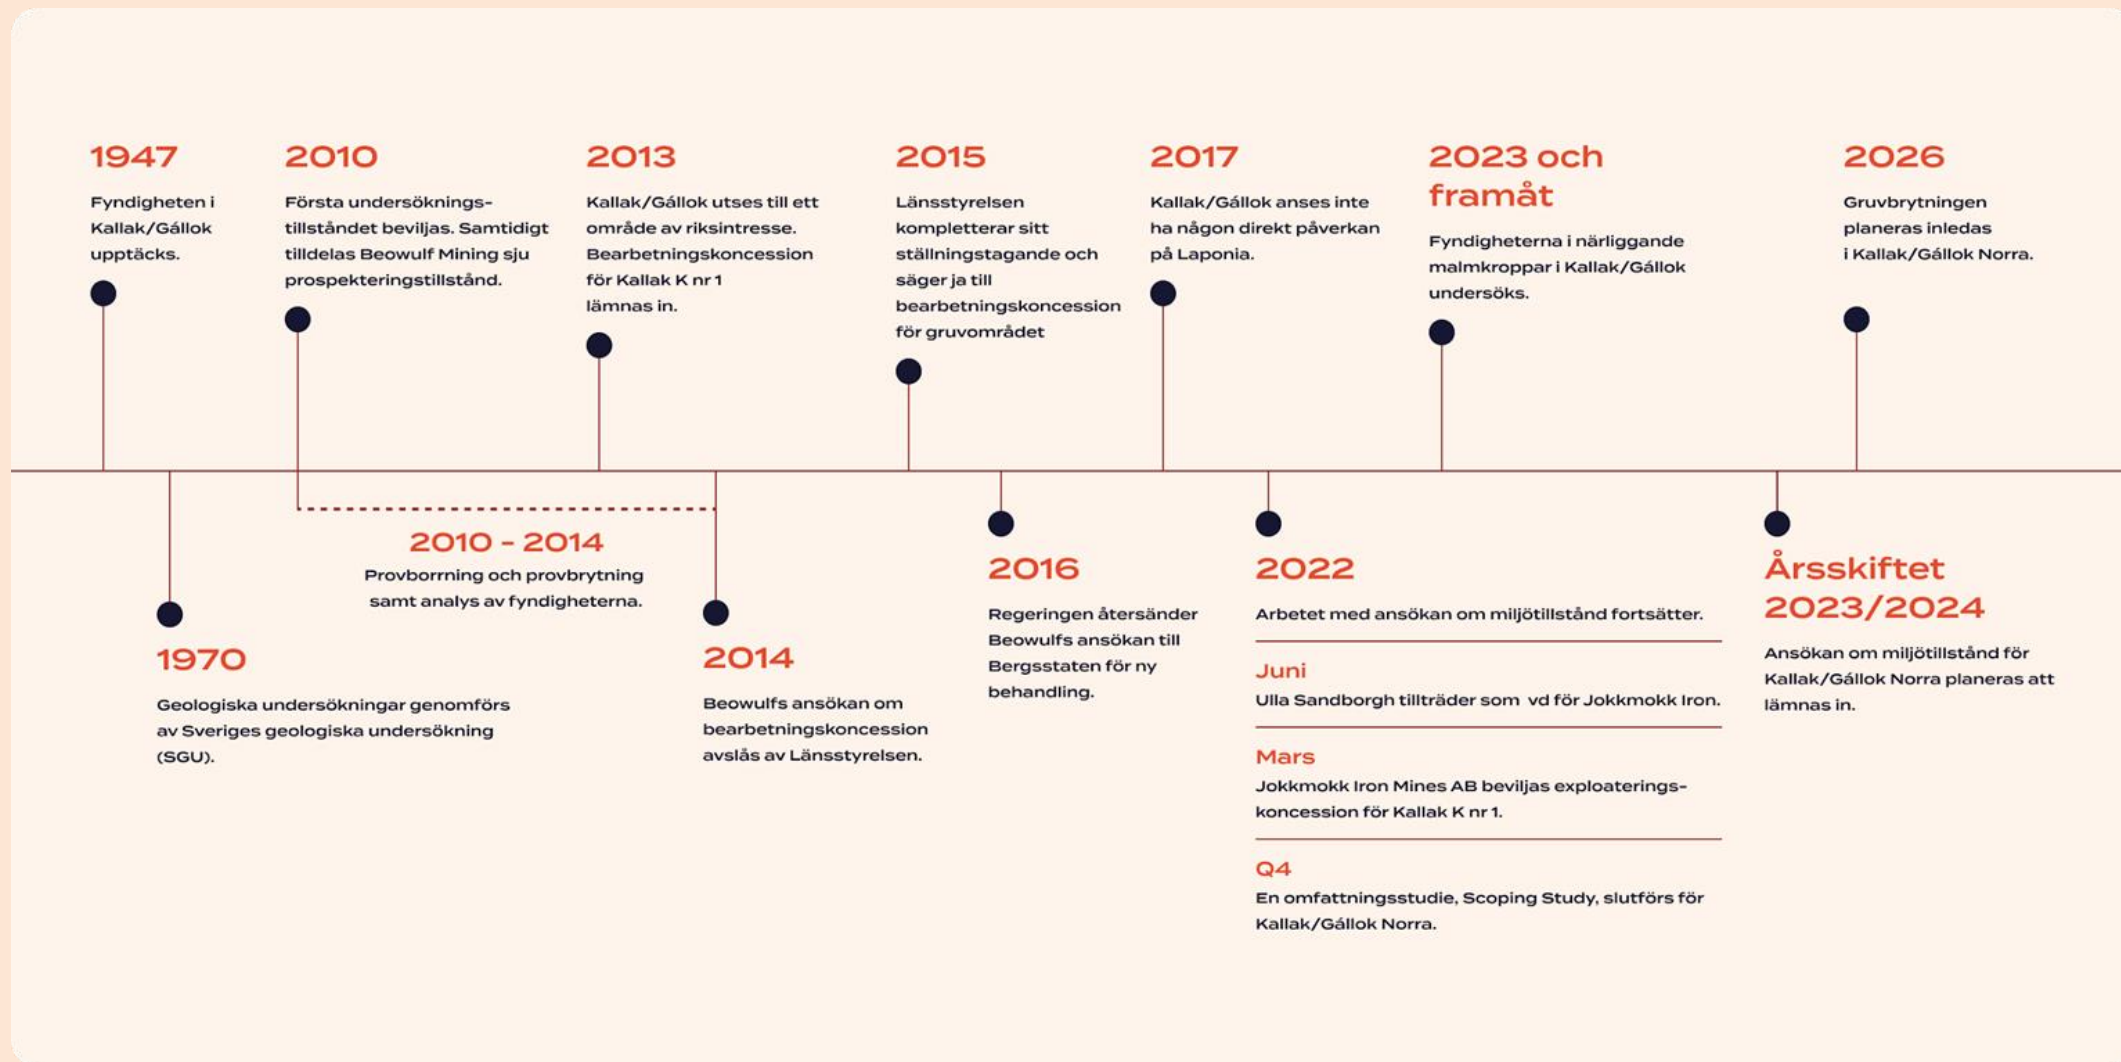 1947
Fyndigheten i
Kallak/Gállok
upptäcks.
2010
Första undersöknings-
tillståndet beviljas. Samtidigt
tilldelas Beowulf Mining sju
prospekteringstillstånd.
2013
Kallak/Gállok utses till ett
område av riksintresse.
Bearbetningskoncession
för Kallak K nr 1
lämnas in.
2015
Länsstyrelsen
kompletterar sitt
ställningstagande och
säger ja till
bearbetningskoncession
för gruvområdet
2017
Kallak/Gállok anses inte
ha någon direkt påverkan
på Laponia.
2023 och
framåt
Fyndigheterna i närliggande
malmkroppar i Kallak/Gállok
undersöks.
2026
Gruvbrytningen
planeras inledas
i Kallak/Gállok Norra.
1970
Geologiska undersökningar genomförs
av Sveriges geologiska undersökning
(SGU).
2010 - 2014
Provborrning och provbrytning
samt analys av fyndigheterna.
2014
Beowulfs ansökan om
bearbetningskoncession
avslås av Länsstyrelsen.
2016
Regeringen återsänder
Beowulfs ansökan till
Bergsstaten för ny
behandling.
2022
Arbetet med ansökan om miljötillstånd fortsätter.
Juni
Ulla Sandborgh tillträder som vd för Jokkmokk Iron.
Mars
Jokkmokk Iron Mines AB beviljas exploaterings-
koncession för Kallak K nr 1.
Q4
En omfattningsstudie, Scoping Study, slutförs för
Kallak/Gállok Norra.
Årsskiftet
2023/2024
Ansökan om miljötillstånd för
Kallak/Gállok Norra planeras att
lämnas in.